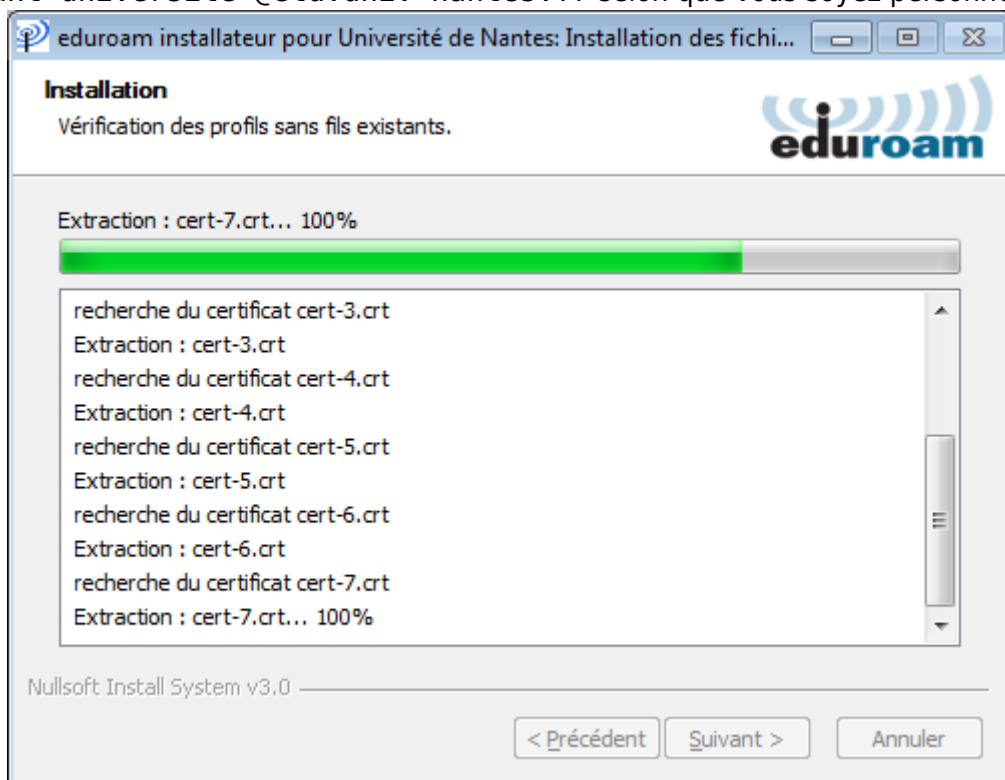 eduroam installateur pour Université de Nantes: Installation des fichi...
Installation
Vérification des profils sans fils existants.
eduroam
Extraction : cert-7.crt... 100%
recherche du certificat cert-3.crt
Extraction : cert-3.crt
recherche du certificat cert-4.crt
Extraction : cert-4.crt
recherche du certificat cert-5.crt
Extraction : cert-5.crt
recherche du certificat cert-6.crt
Extraction : cert-6.crt
recherche du certificat cert-7.crt
Extraction : cert-7.crt... 100%
Nullsoft Install System v3.0
< Précédent
Suivant >
Annuler